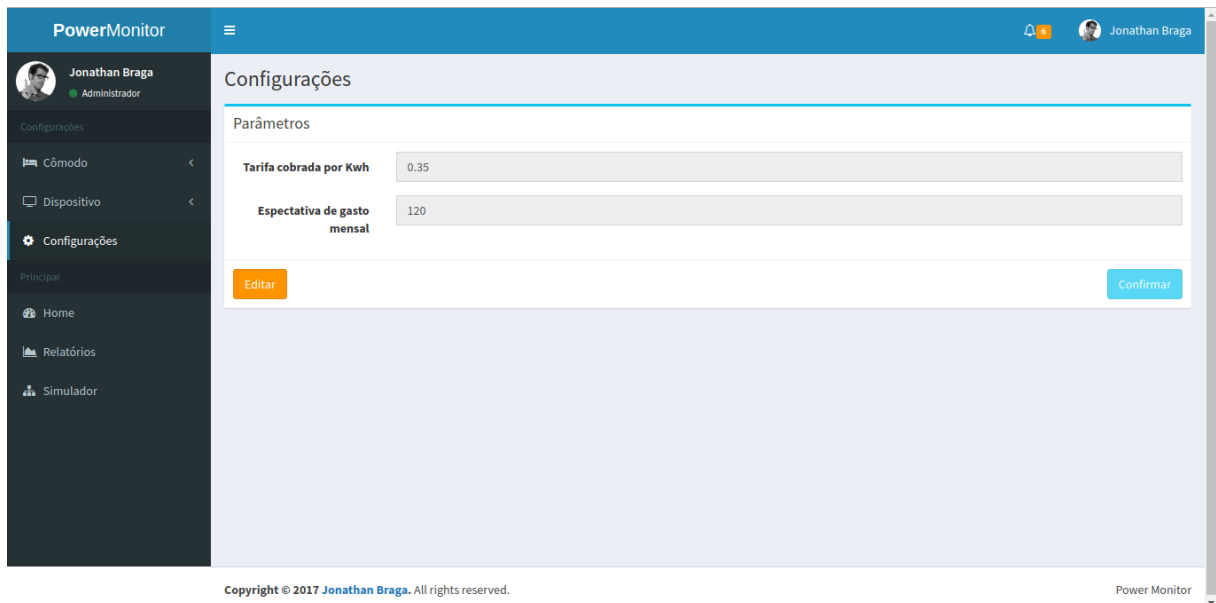 PowerMonitor
6
Jonathan Braga
Jonathan Braga
Administrador
Configurações
Cômodo
Dispositivo
Configurações
Principal
Home
Relatórios
Simulador
Configurações
Parâmetros
Tarifa cobrada por Kwh
0.35
Espectativa de gasto
mensal
120
Editar
Confirmar
Copyright © 2017 Jonathan Braga. All rights reserved.
Power Monitor